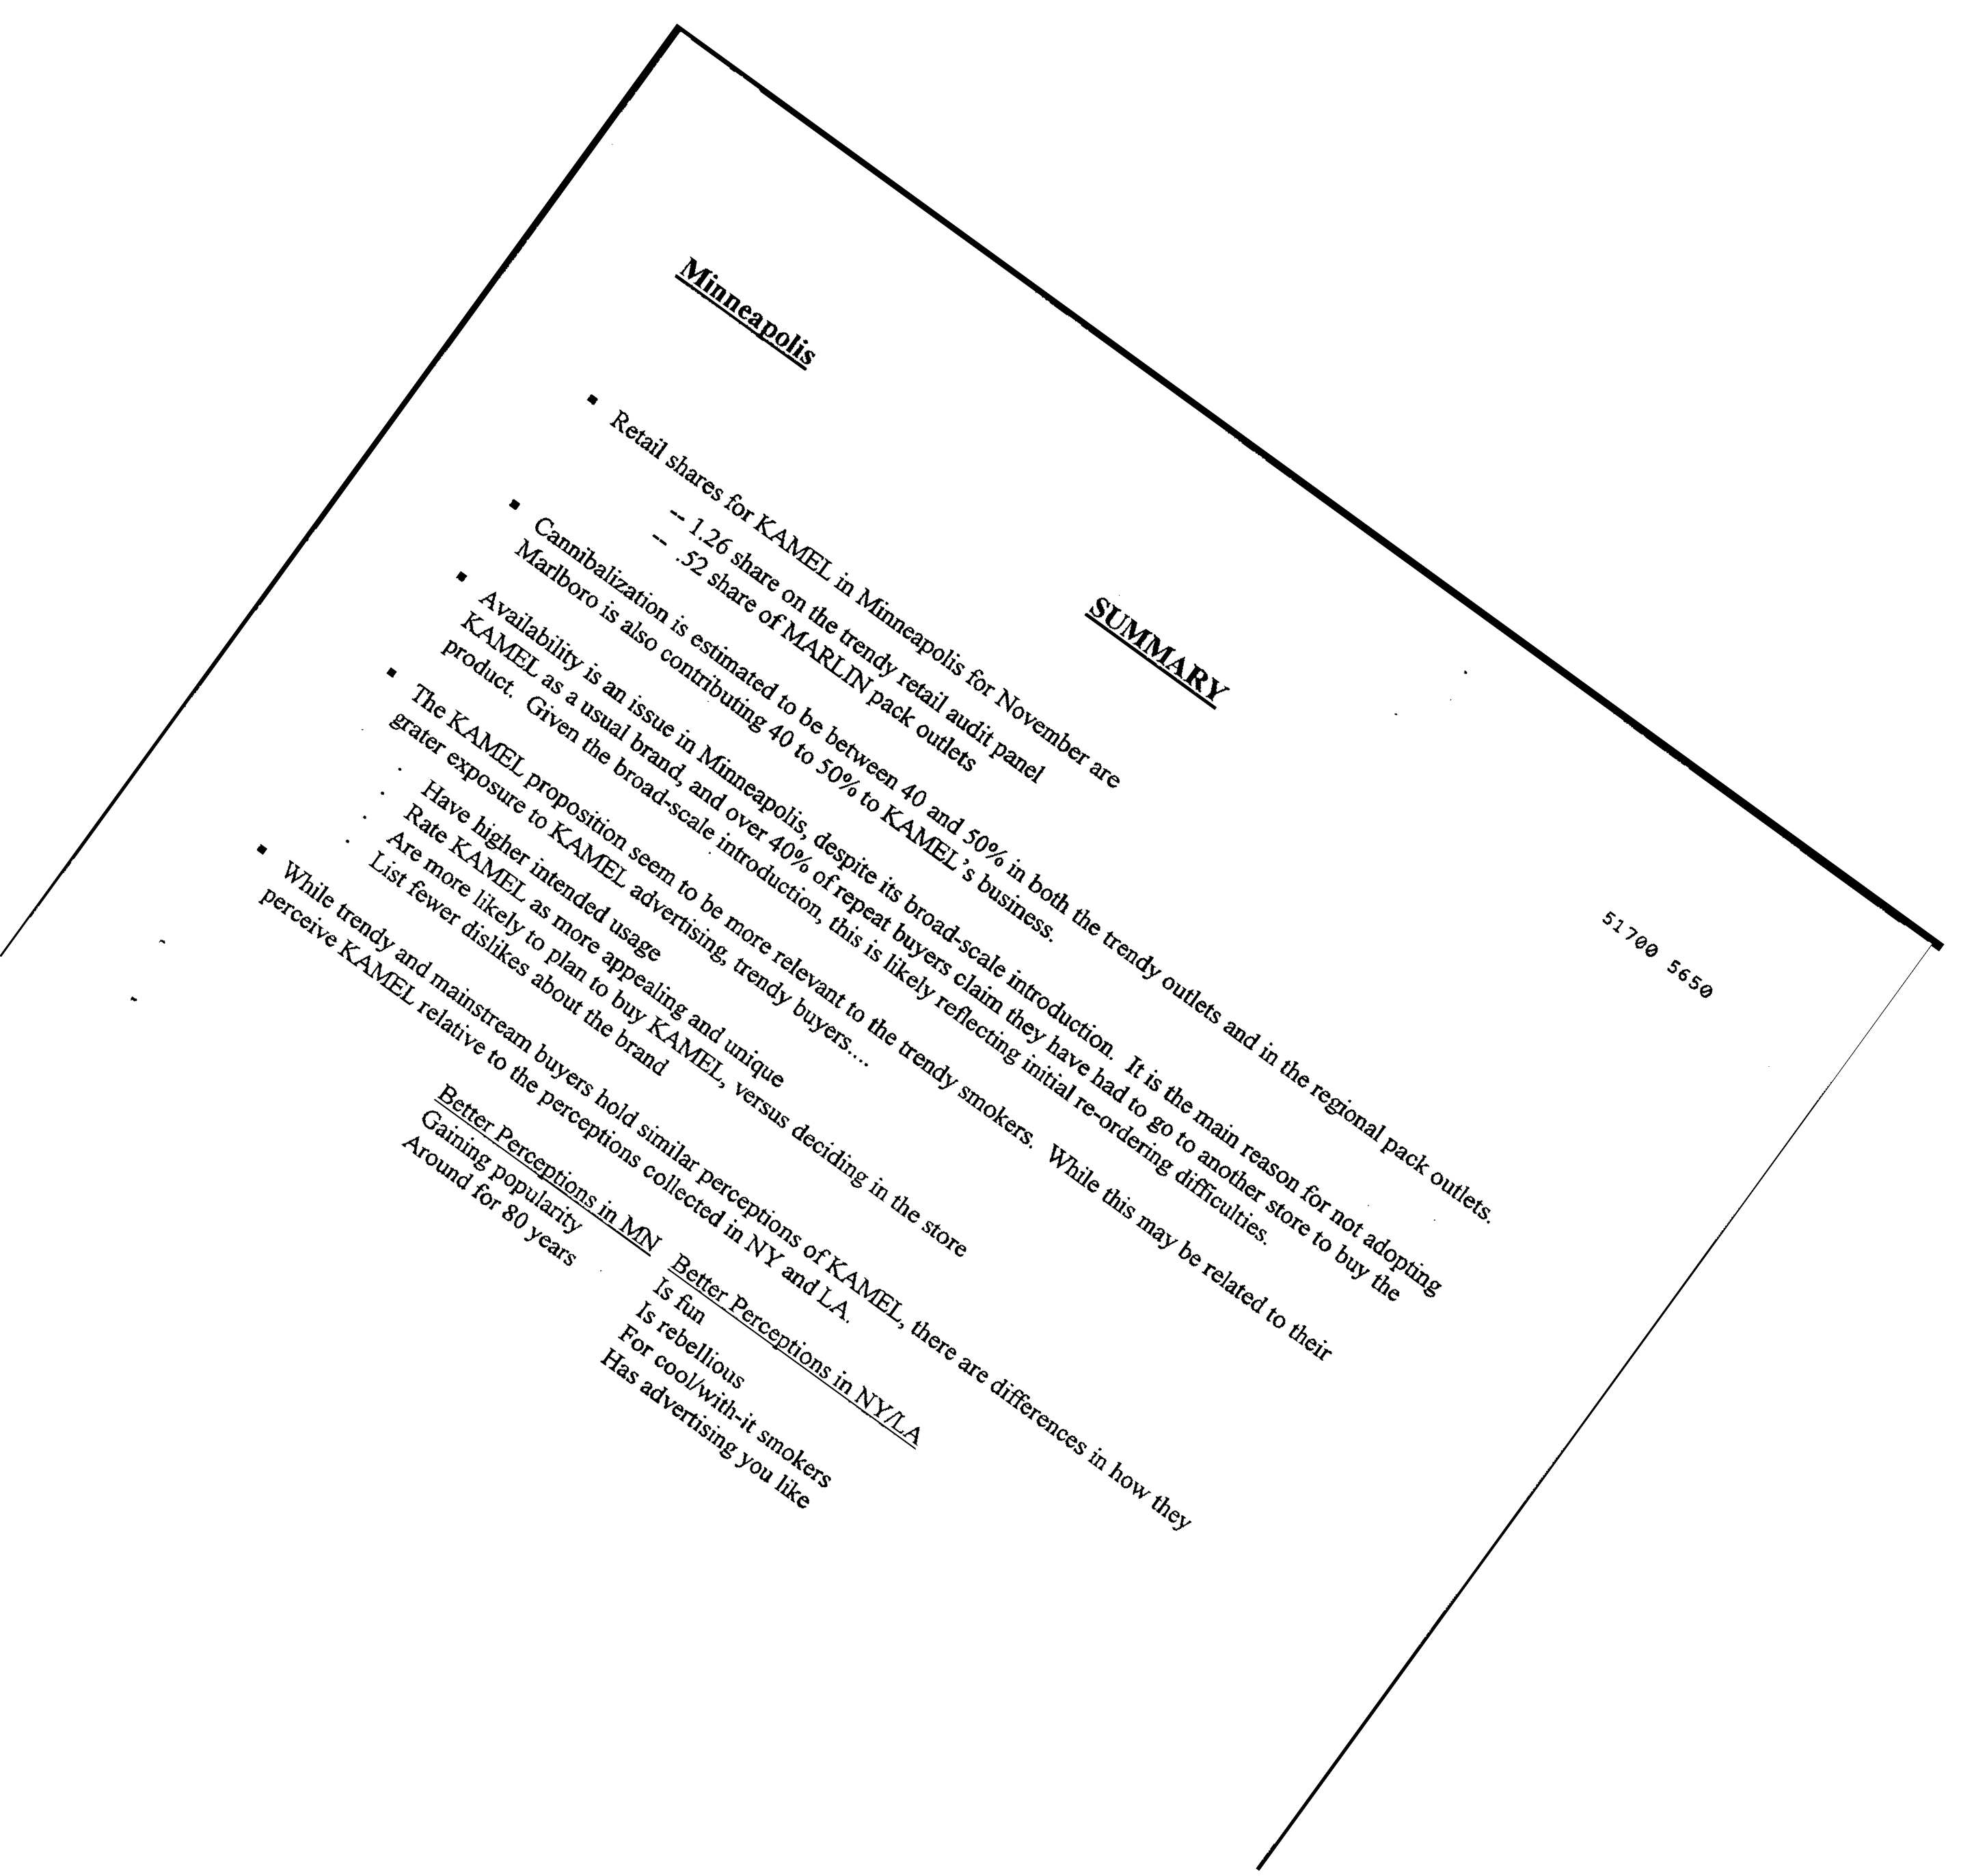 51700 5650
SUMMARY
Minneapolis
▪ Retail shares for KAMEL in Minneapolis for November are
-- 1.26 share on the trendy retail audit panel
-- .52 share of MARLIN pack outlets
▪ Cannibalization is estimated to be between 40 and 50% in both the trendy outlets and in the regional pack outlets.
Marlboro is also contributing 40 to 50% to KAMEL's business.
▪ Availability is an issue in Minneapolis, despite its broad-scale introduction. It is the main reason for not adopting
KAMEL as a usual brand, and over 40% of repeat buyers claim they have had to go to another store to buy the
product. Given the broad-scale introduction, this is likely reflecting initial re-ordering difficulties.
▪ The KAMEL proposition seem to be more relevant to the trendy smokers. While this may be related to their
grater exposure to KAMEL advertising, trendy buyers....
· Have higher intended usage
· Rate KAMEL as more appealing and unique
· Are more likely to plan to buy KAMEL, versus deciding in the store
· List fewer dislikes about the brand
▪ While trendy and mainstream buyers hold similar perceptions of KAMEL, there are differences in how they
perceive KAMEL relative to the perceptions collected in NY and LA.
Better Perceptions in MN Better Perceptions in NY/LA
Gaining popularity Is fun
Around for 80 years Is rebellious
For cool/with-it smokers
Has advertising you like